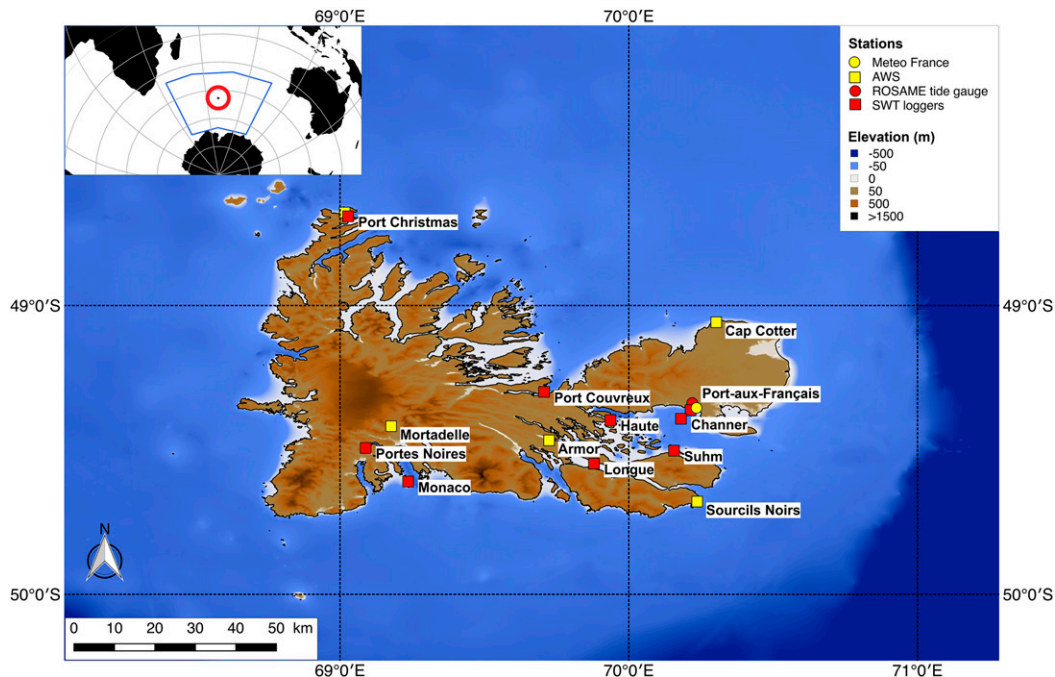 69°0′E
70°0′E
Stations
Meteo France
AWS
ROSAME tide gauge
SWT loggers
Elevation (m)
-500
-50
0
50
500
>1500
Port Christmas
49°0′S
49°0′S
Cap Cotter
Port Couvreux
Port-aux-Français
Haute
Channer
Mortadelle
Armor
Portes Noires
Suhm
Longue
Monaco
Sourcils Noirs
N
50°0′S
50°0′S
0 10 20 30 40 50 km
69°0′E
70°0′E
71°0′E